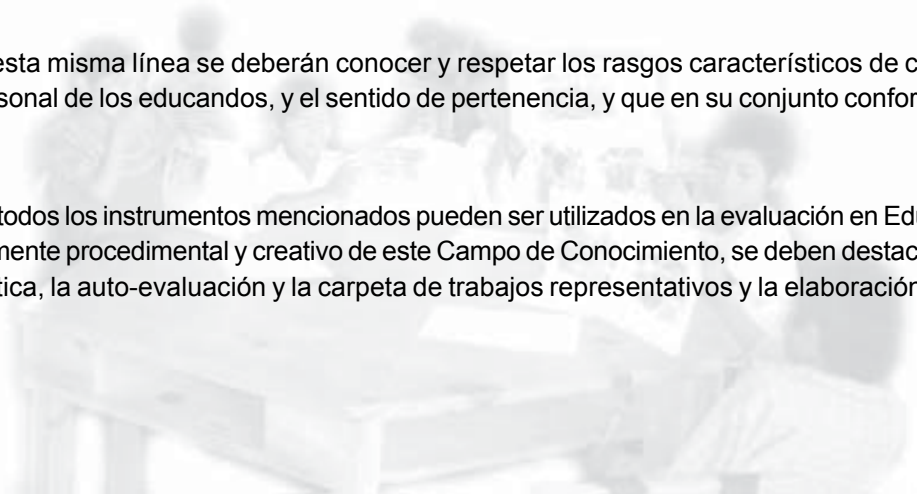 esta misma línea se deberán conocer y respetar los rasgos característicos de c
sonal de los educandos, y el sentido de pertenencia, y que en su conjunto confor
todos los instrumentos mencionados pueden ser utilizados en la evaluación en Edu
mente procedimental y creativo de este Campo de Conocimiento, se deben destac
tica, la auto-evaluación y la carpeta de trabajos representativos y la elaboración